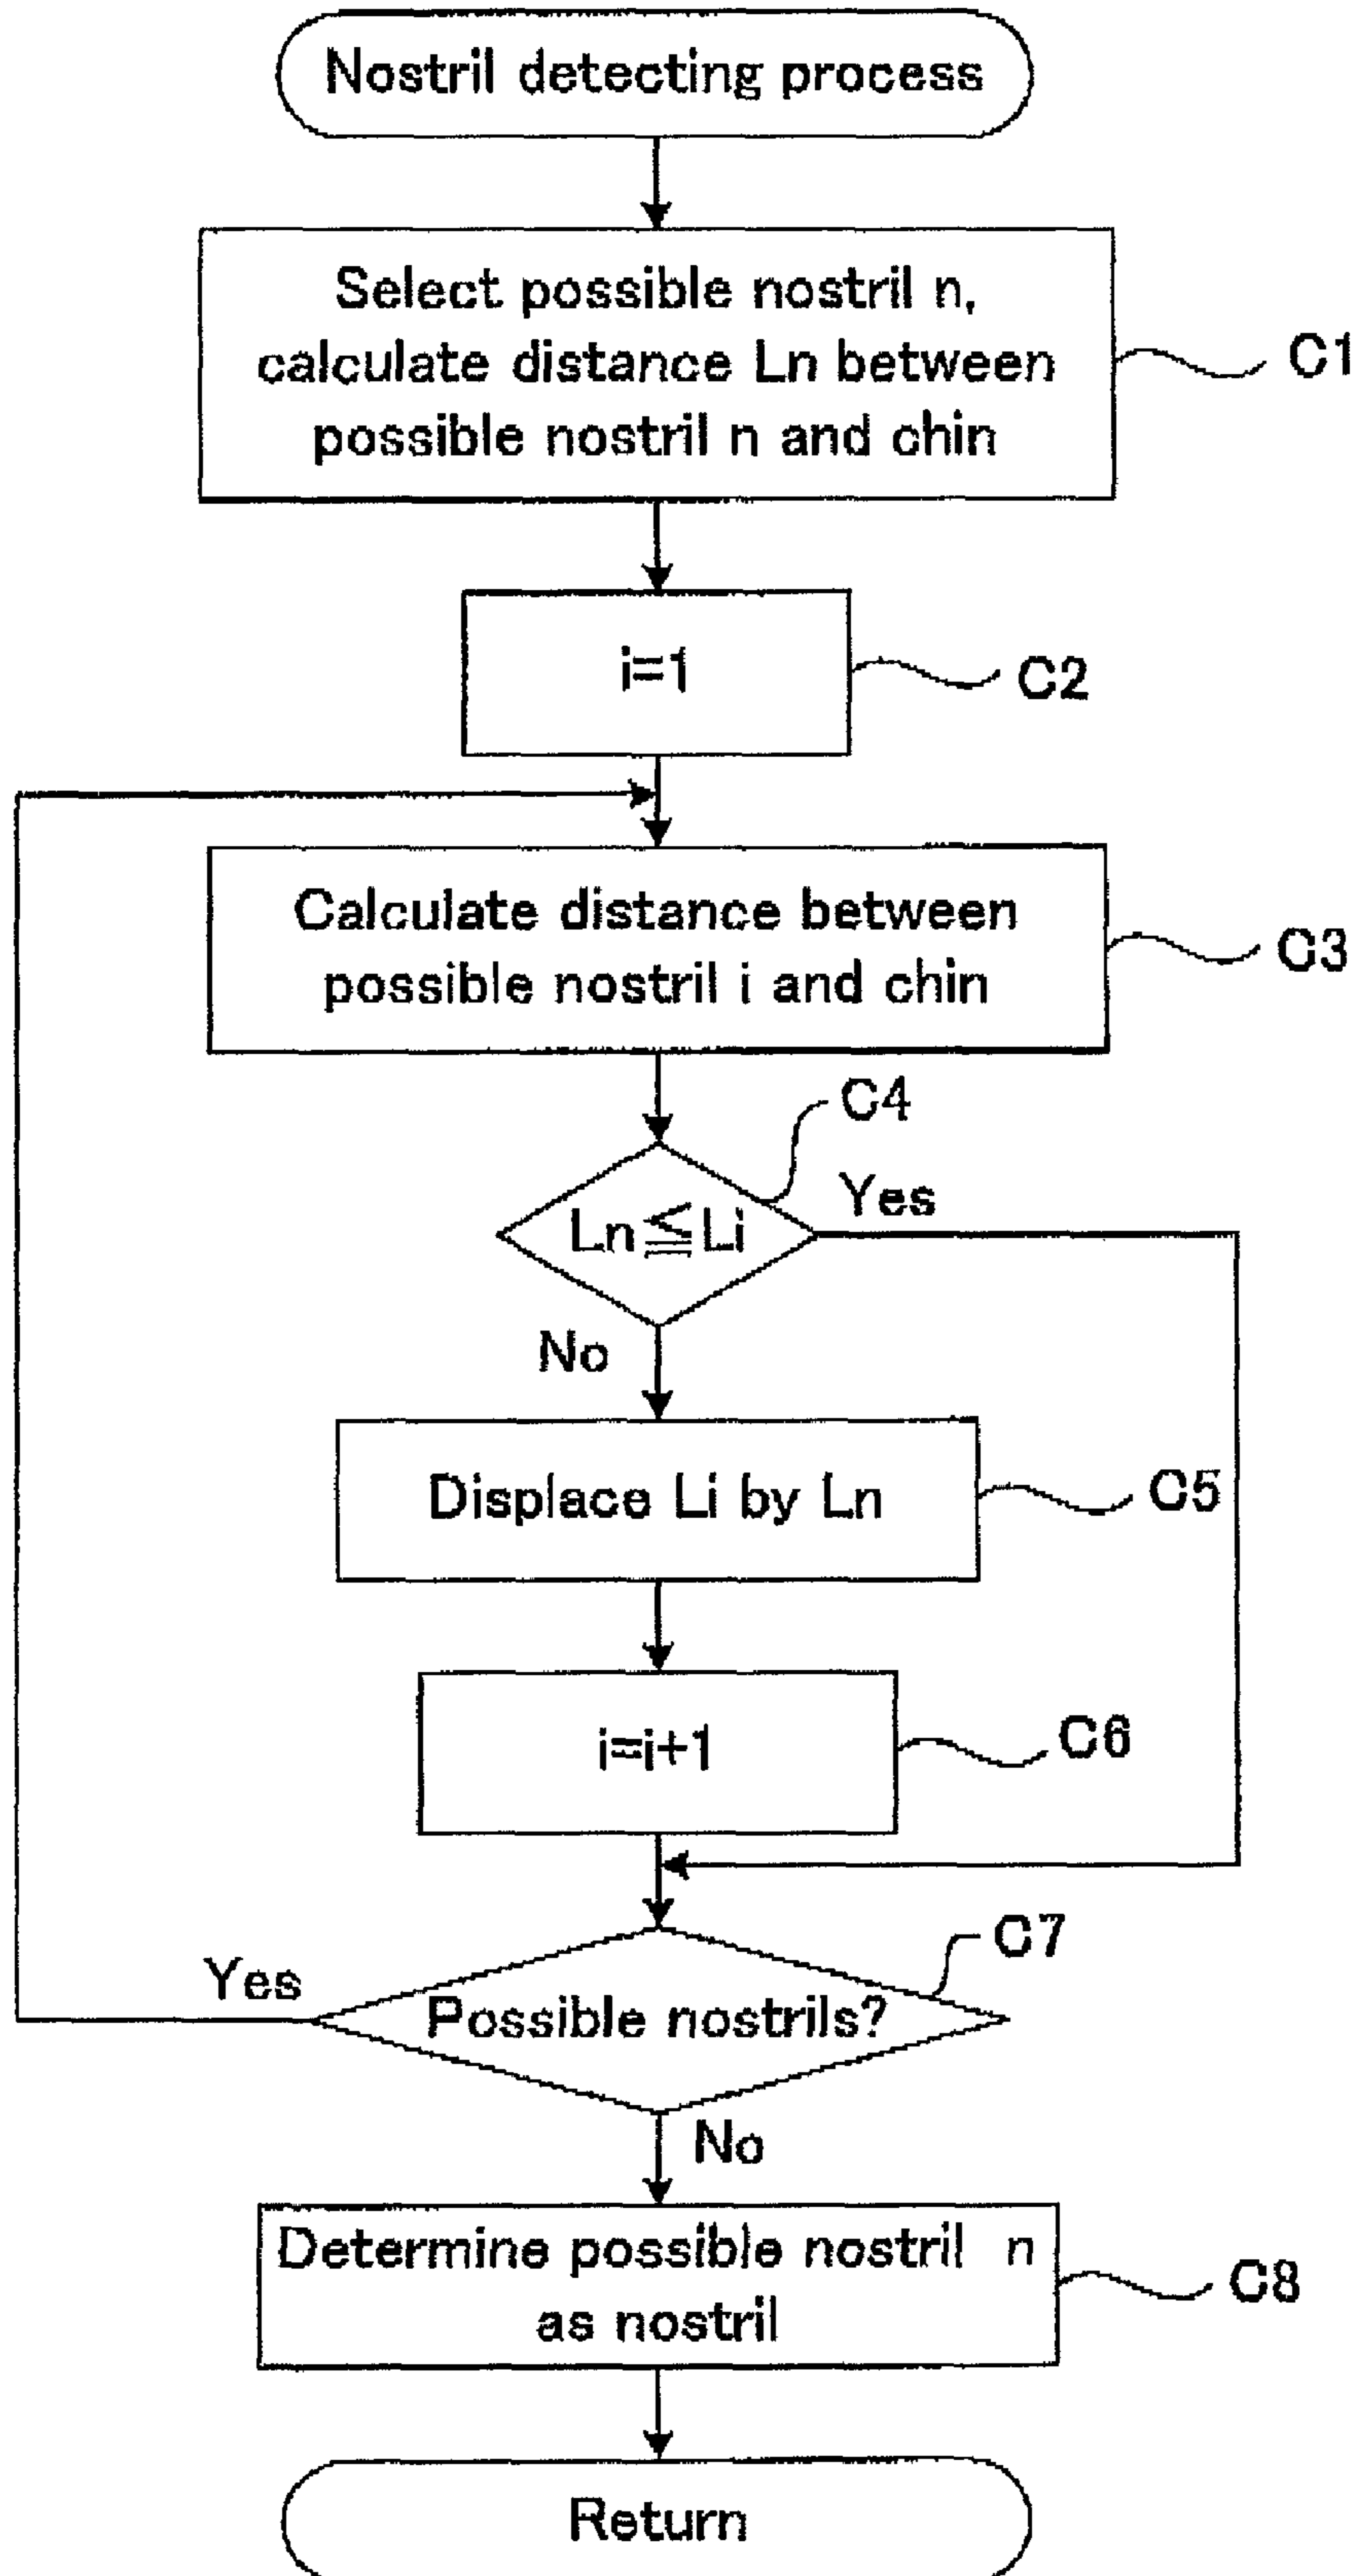 Nostril detecting process
Select possible nostril n,
calculate distance Ln between
possible nostril n and chin
C1
i=1
C2
Calculate distance between
possible nostril i and chin
C3
C4
Ln≦Li
Yes
No
Displace Li by Ln
C5
i=i+1
C6
C7
Yes
Possible nostrils?
No
Determine possible nostril n
as nostril
C8
Return